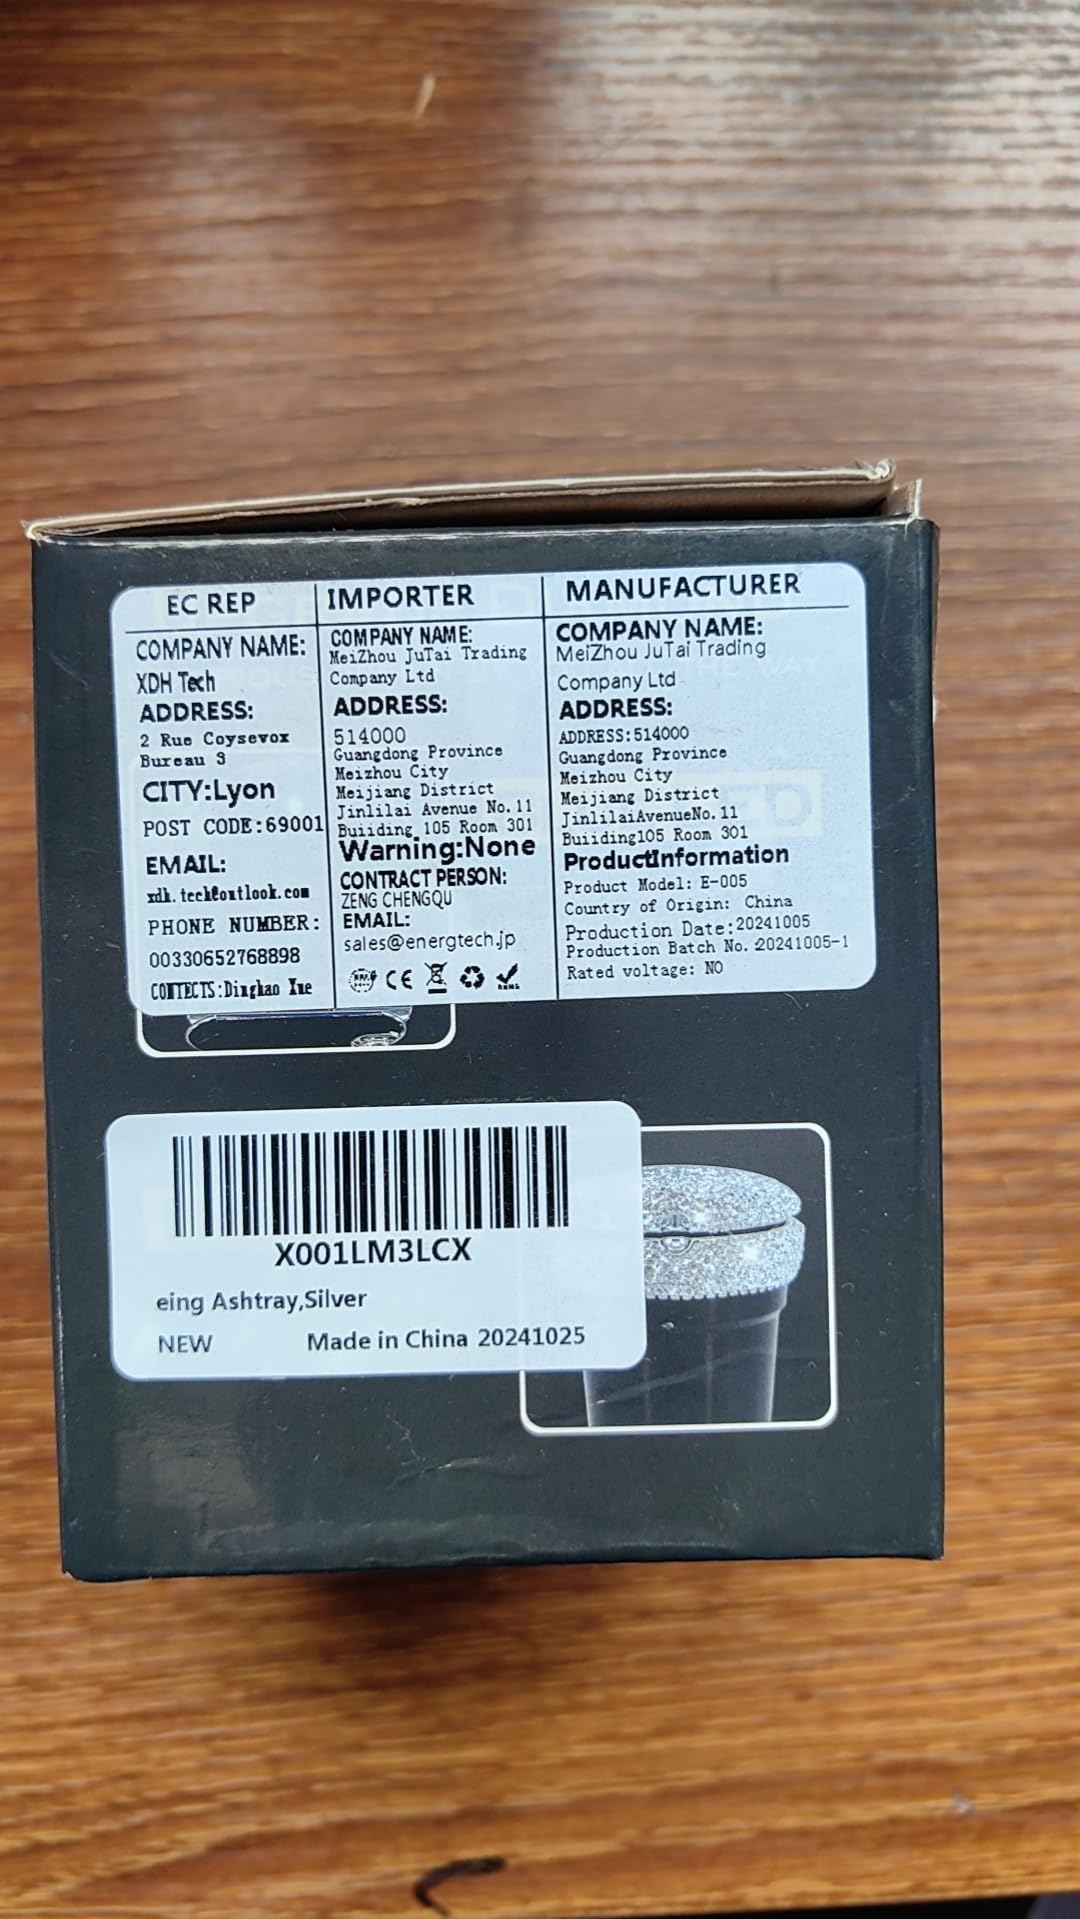 EC REP
COMPANY NAME:
XDH Tech
ADDRESS:
2 Rue Coysevox
Bureau 3
CITY:Lyon
POST CODE:69001
EMAIL:
xdh.tech@outlook.com
PHONE NUMBER:
00330652768898
CONTECTS:Dinghao Xue
IMPORTER
COMPANY NAME:
MeiZhou JuTai Trading
Company Ltd
ADDRESS:
514000
Guangdong Province
Meizhou City
Meijiang District
Jinlilai Avenue No.11
Buiiding 105 Room 301
Warning:None
CONTRACT PERSON:
ZENG CHENGQU
EMAIL:
sales@energtech.jp
CE
MANUFACTURER
COMPANY NAME:
MeiZhou JuTai Trading
Company Ltd
ADDRESS:
ADDRESS:514000
Guangdong Province
Meizhou City
Meijiang District
JinlilaiAvenueNo.11
Buiiding105 Room 301
ProductInformation
Product Model: E-005
Country of Origin: China
Production Date:20241005
Production Batch No. 20241005-1
Rated voltage: NO
X001LM3LCX
eing Ashtray,Silver
NEW Made in China 20241025